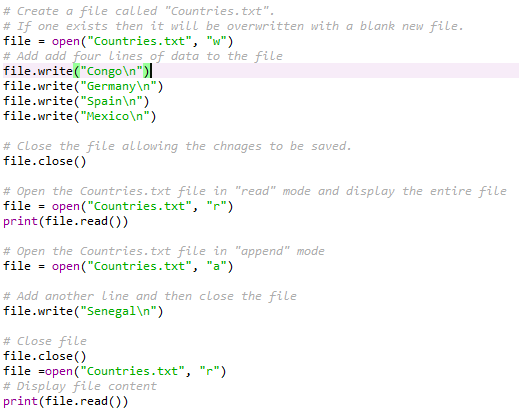 # Create a file called "Countries.txt".
# If one exists then it will be overwritten with a blank new file.
file = open("Countries.txt", "w")
# Add add four lines of data to the file
file.write("Congo\n")
file.write("Germany\n")
file.write("Spain\n")
file.write("Mexico\n")

# Close the file allowing the chnages to be saved.
file.close()

# Open the Countries.txt file in "read" mode and display the entire file
file = open("Countries.txt", "r")
print(file.read())

# Open the Countries.txt file in "append" mode
file = open("Countries.txt", "a")

# Add another line and then close the file
file.write("Senegal\n")

# Close file
file.close()
file =open("Countries.txt", "r")
# Display file content
print(file.read())